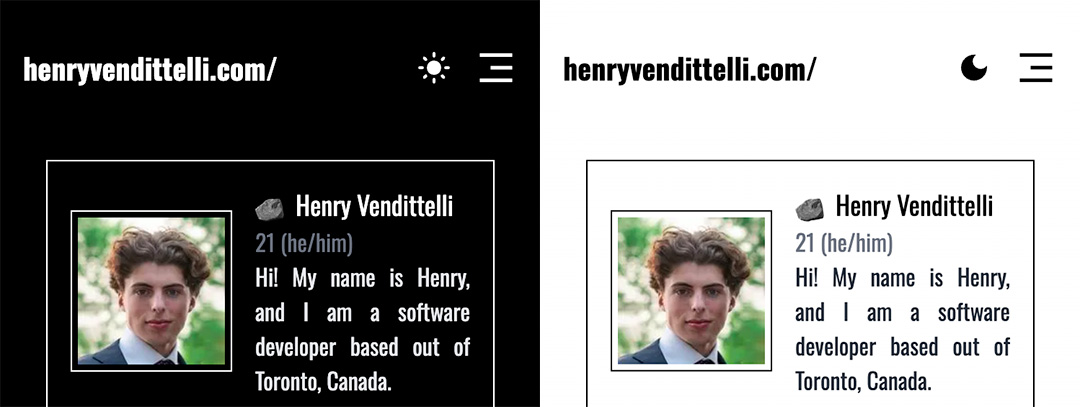 henryvendittelli.com/
Henry Vendittelli
21 (he/him)
Hi! My name is Henry,
and I am a software
developer based out of
Toronto, Canada.
henryvendittelli.com/
Henry Vendittelli
21 (he/him)
Hi! My name is Henry,
and I am a software
developer based out of
Toronto, Canada.